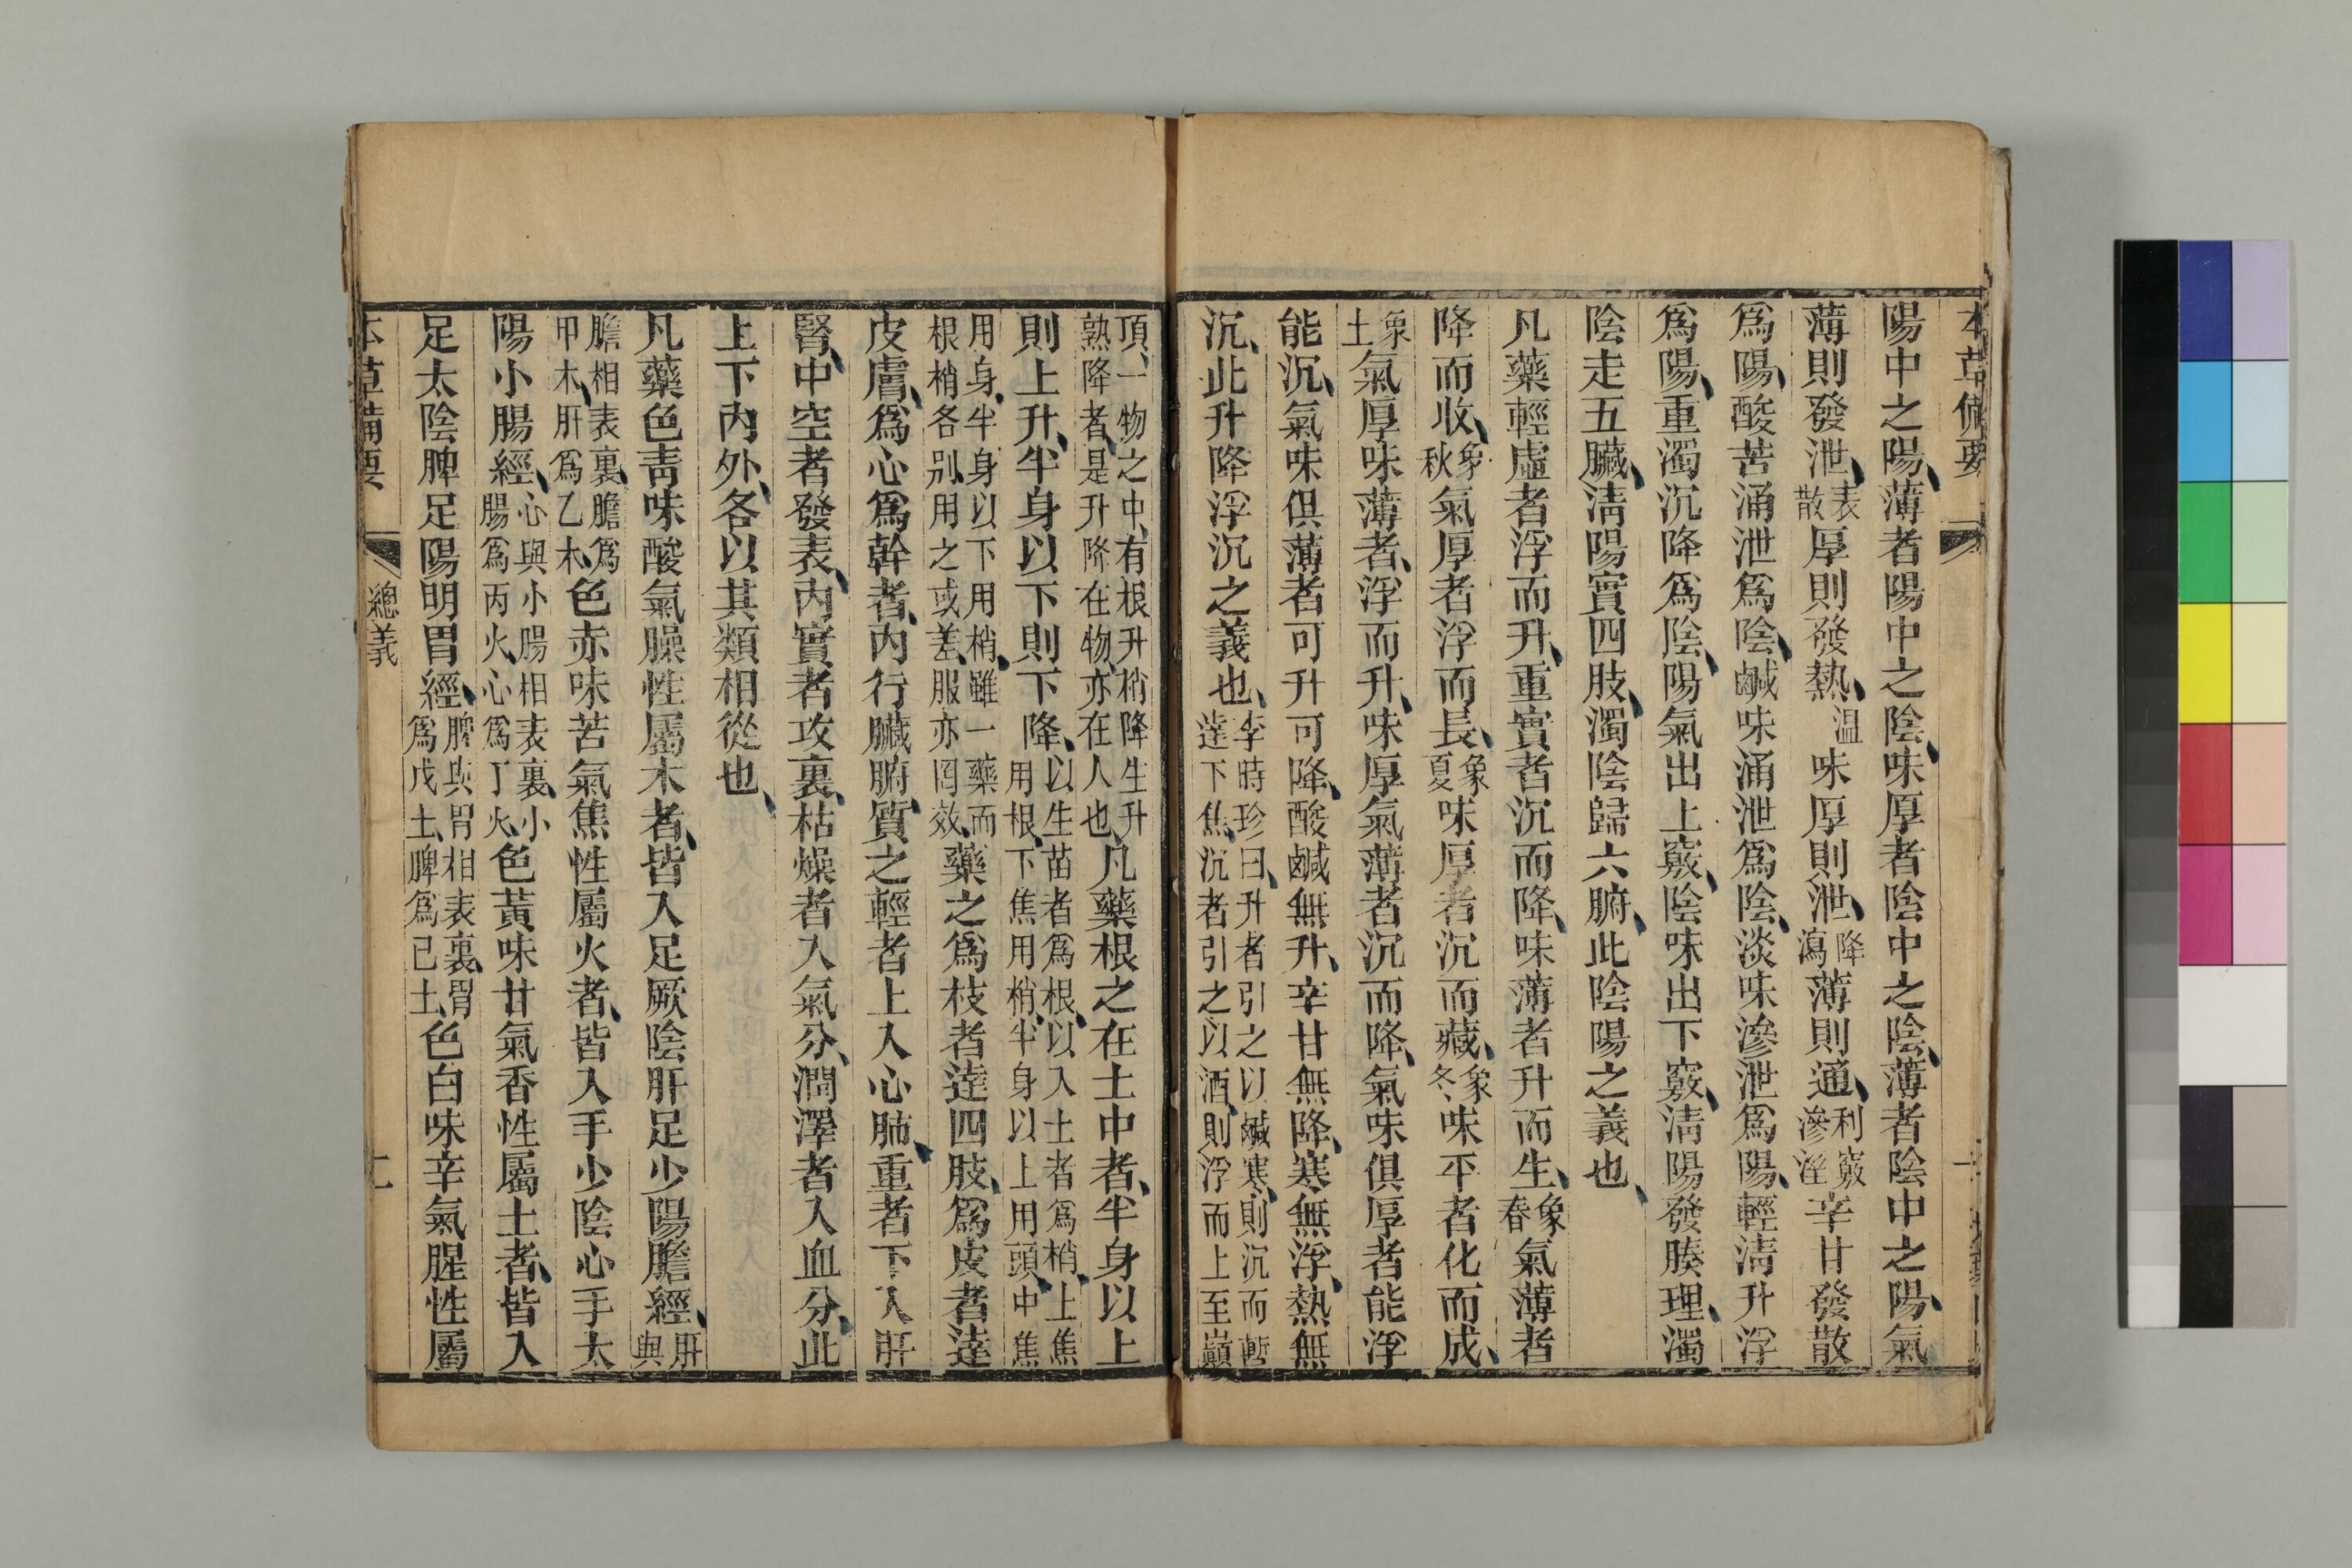 陽中之陽、薄者陽中之陰、味厚者陰中之陰、薄者陰中之陽、氣
薄則發泄、表散厚則發熱、温味厚則泄、降瀉薄則通、利竅滲淫辛甘發散
爲陽、酸苦涌泄爲陰、鹹味涌泄爲陰、淡味滲泄爲陽、輕淸升浮
爲陽、重濁沉降爲陰、陽氣出上竅、陰味出下竅、淸陽發腠理、濁
陰走五臟、淸陽實四肢、濁陰歸六腑、此陰陽之義也、
凡藥輕虛者浮而升、重實者沉而降、味薄者升而生、象春氣薄者
降而收、象秋氣厚者浮而長、象夏味厚者沉而藏、象冬味平者化而成、
象土氣厚味薄者、浮而升、味厚氣薄者沉而降、氣味俱厚者能浮
能沉、氣味俱薄者可升可降、酸鹹無升、辛甘無降、寒無浮、熱無
沉、此升降浮沉之義也、李時珍曰、升者引之以鹹寒、則沉而暫達下焦、沉者引之以酒、則浮而上至巔
頂、一物之中、有根升梢降生升熟降者、是升降在物、亦在人也、凡藥根之在土中者、半身以上
則上升、半身以下則下降、以生苗者爲根、以入土者爲梢、上焦用根、下焦用梢、半身以上用頭、中焦
用身、半身以下用梢、雖一藥而根梢各别、用之或差、服亦罔效、藥之爲枝者達四肢、爲皮者達
皮膚、爲心爲幹者、內行臟腑、質之輕者上入心肺、重者下入肝
腎、中空者發表、內實者攻裏、枯燥者入氣分、潤澤者入血分、此
上下內外、各以其類相從也、
凡藥色靑味酸氣臊性屬木者、皆入足厥陰肝足少陽膽經、肝與
膽相表裏、膽爲甲木、肝爲乙木、色赤味苦氣焦性屬火者、皆入手少陰心手太
陽小腸經、心與小腸相表裏、小腸爲丙火、心爲丁火、色黃味甘氣香性屬土者、皆入
足太陰脾足陽明胃經、脾與胃相表裏、胃爲戊土、脾爲己土、色白味辛氣腥性屬
本草備要
總義